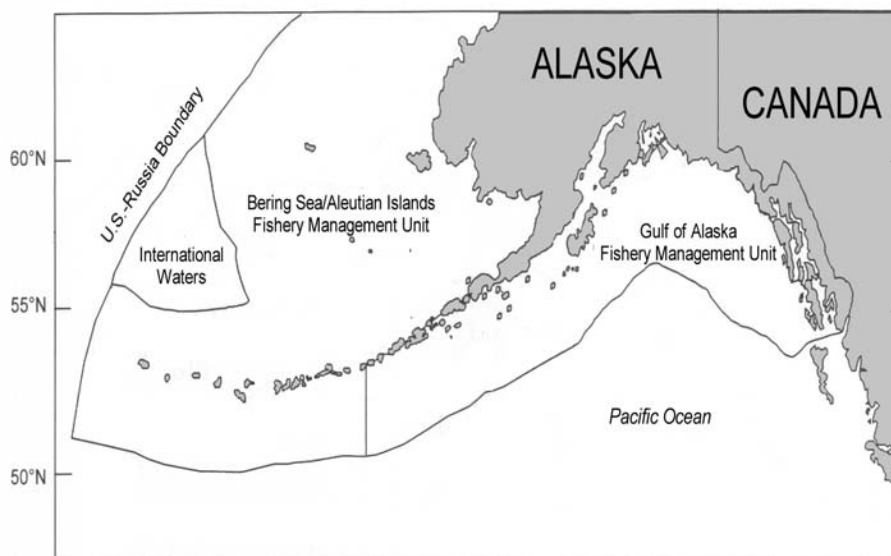 ALASKA
CANADA
60°N
U.S.-Russia Boundary
Bering Sea/Aleutian Islands
Fishery Management Unit
Gulf of Alaska
Fishery Management Unit
International
Waters
55°N
Pacific Ocean
50°N